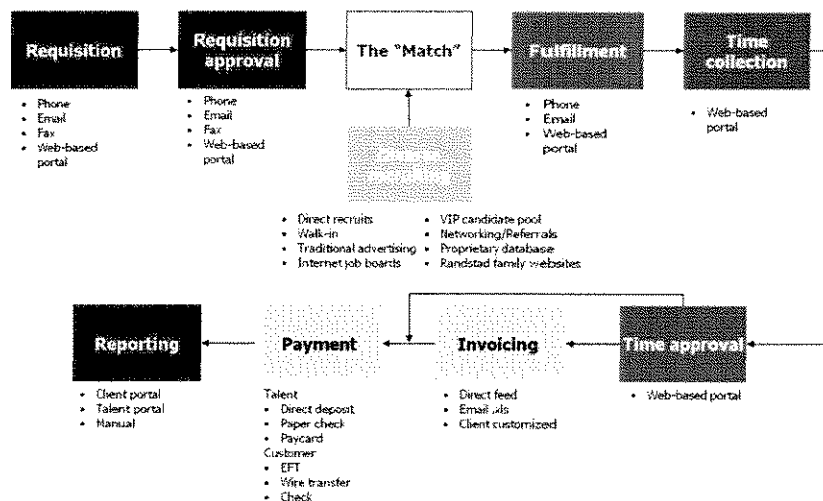 Requisition
Requisition
approval
The "Match"
Fulfillment
Time
collection
• Phone
• Email
• Fax
• Web-based
portal
• Phone
• Email
• Fax
• Web-based
portal
• Phone
• Email
• Web-based
portal
• Web-based
portal
• Direct recruits
• Walk-in
• Traditional advertising
• Internet job boards
• VIP candidate pool
• Networking/Referrals
• Proprietary database
• Randstad family websites
Reporting
Payment
Invoicing
Time approval
• Client portal
• Talent portal
• Manual
Talent
• Direct deposit
• Paper check
• Paycard
Customer
• EFT
• Wire transfer
• Check
• Direct feed
• Email .xls
• Client customized
• Web-based portal